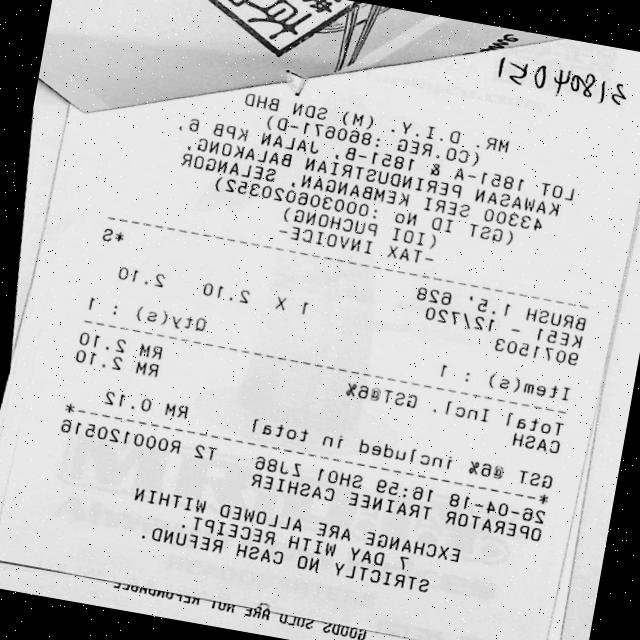 21804051
MR. D.I.Y. (M) SDN BHD
(CO.REG :860671-D)
LOT 1851-A & 1851-B, JALAN KPB 6,
KAWASAN PERINDUSTRIAN BALAKONG,
43300 SERI KEMBANGAN, SELANGOR
(GST ID No :000306020352)
(IOI PUCHONG)
-TAX INVOICE-
BRUSH 1.5' 628 *S
KE51 - 12/720
9071503 1 X 2.10 2.10
Item(s) : 1 Qty(s) : 1
Total Incl. GST@6% RM 2.10
CASH RM 2.10
GST @6% included in total RM 0.12
26-04-18 16:59 SH01 ZJ86 T2 R000120516
OPERATOR TRAINEE CASHIER
EXCHANGE ARE ALLOWED WITHIN
7 DAY WITH RECEIPT.
STRICTLY NO CASH REFUND.
GOODS SOLD ARE NOT REFUNDABLE